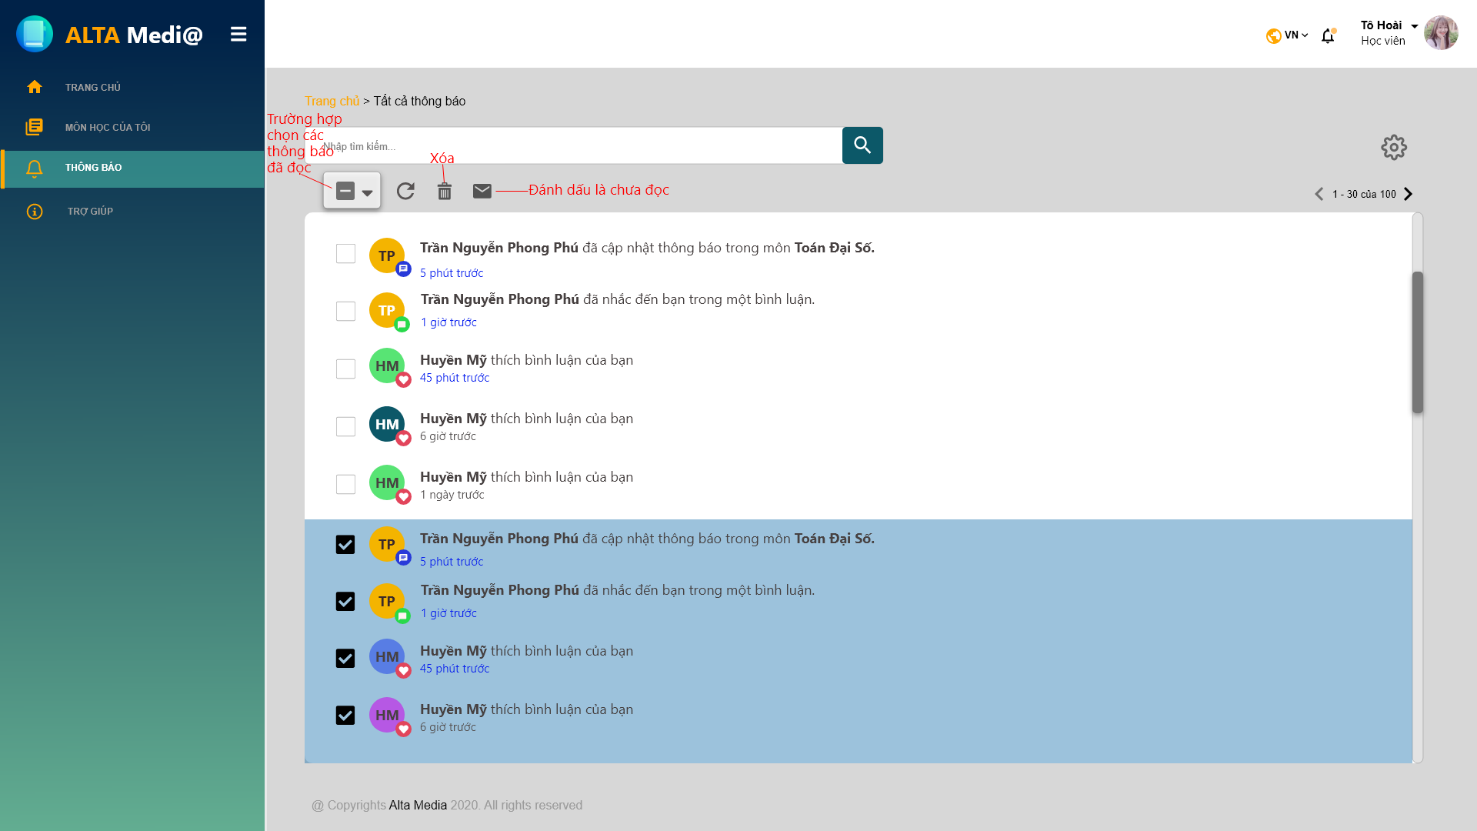 ALTA Medi@
VN
Tô Hoài
Học viên
TRANG CHỦ
MÔN HỌC CỦA TÔI
THÔNG BÁO
TRỢ GIÚP
Trang chủ > Tất cả thông báo
Trường hợp
chọn các
thông báo
đã đọc
Nhập tìm kiếm...
Xóa
Đánh dấu là chưa đọc
1 - 30 của 100
TP
Trần Nguyễn Phong Phú đã cập nhật thông báo trong môn Toán Đại Số.
5 phút trước
TP
Trần Nguyễn Phong Phú đã nhắc đến bạn trong một bình luận.
1 giờ trước
HM
Huyền Mỹ thích bình luận của bạn
45 phút trước
HM
Huyền Mỹ thích bình luận của bạn
6 giờ trước
HM
Huyền Mỹ thích bình luận của bạn
1 ngày trước
TP
Trần Nguyễn Phong Phú đã cập nhật thông báo trong môn Toán Đại Số.
5 phút trước
TP
Trần Nguyễn Phong Phú đã nhắc đến bạn trong một bình luận.
1 giờ trước
HM
Huyền Mỹ thích bình luận của bạn
45 phút trước
HM
Huyền Mỹ thích bình luận của bạn
6 giờ trước
@ Copyrights Alta Media 2020. All rights reserved